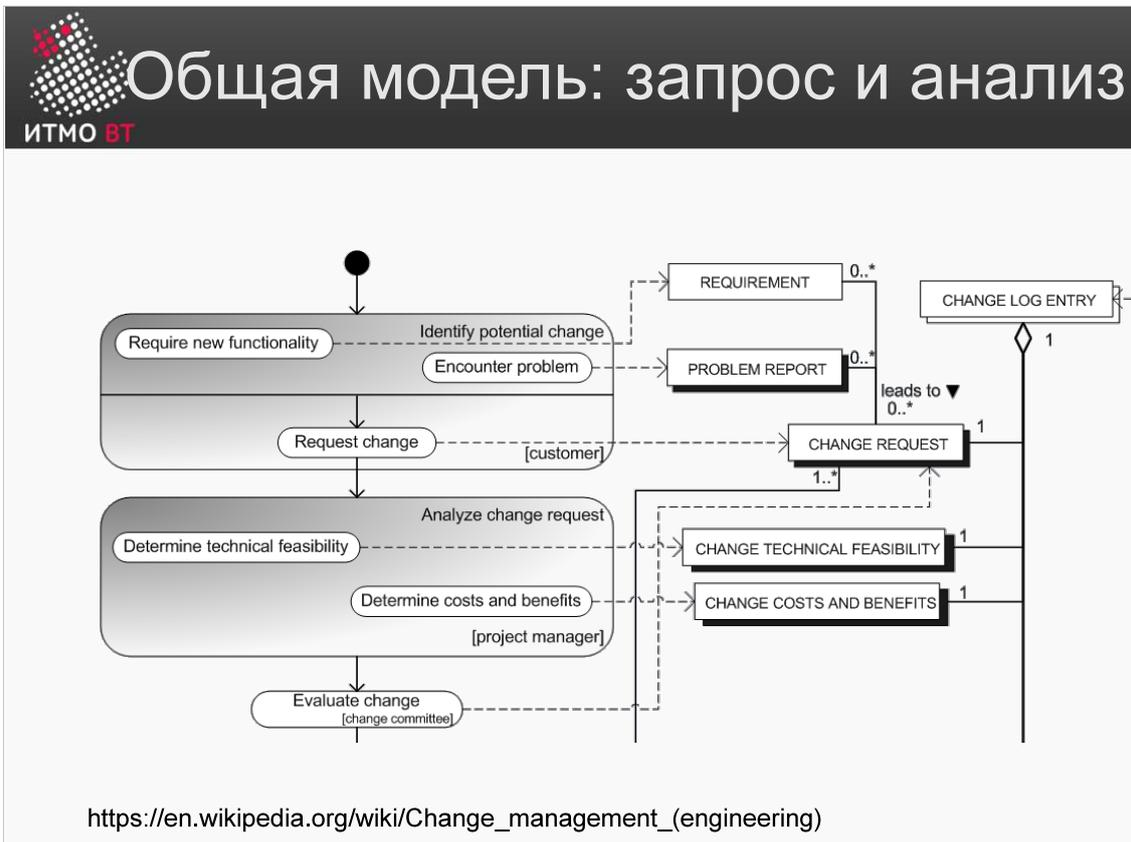 Общая модель: запрос и анализ
ИТМО ВТ
REQUIREMENT
0..*
CHANGE LOG ENTRY
1
Identify potential change
Require new functionality
Encounter problem
PROBLEM REPORT
0..*
leads to ▼
0..*
Request change
[customer]
CHANGE REQUEST
1
1..*
Analyze change request
Determine technical feasibility
CHANGE TECHNICAL FEASIBILITY
1
Determine costs and benefits
CHANGE COSTS AND BENEFITS
1
[project manager]
Evaluate change
[change committee]
https://en.wikipedia.org/wiki/Change_management_(engineering)